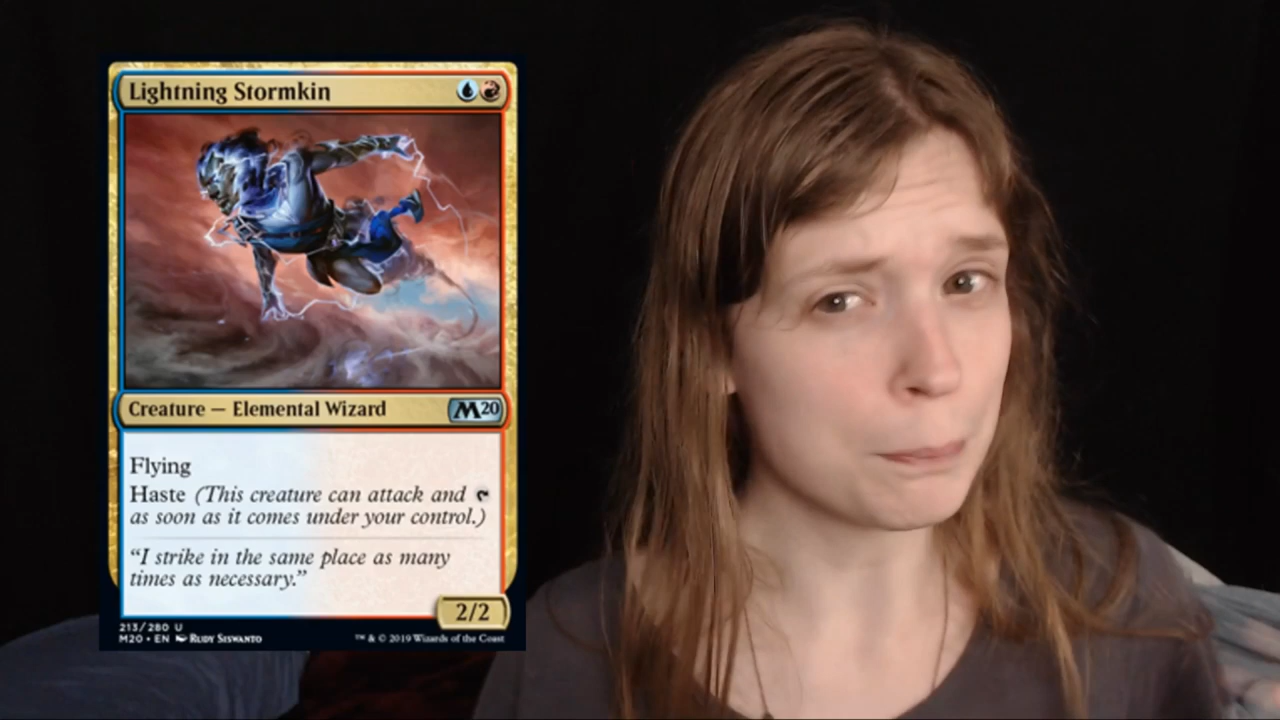 Lightning Stormkin
Creature — Elemental Wizard
M20
Flying
Haste (This creature can attack and
as soon as it comes under your control.)
“I strike in the same place as many
times as necessary.”
2/2
213/280 U
M20 • EN Rudy Siswanto
™ & © 2019 Wizards of the Coast